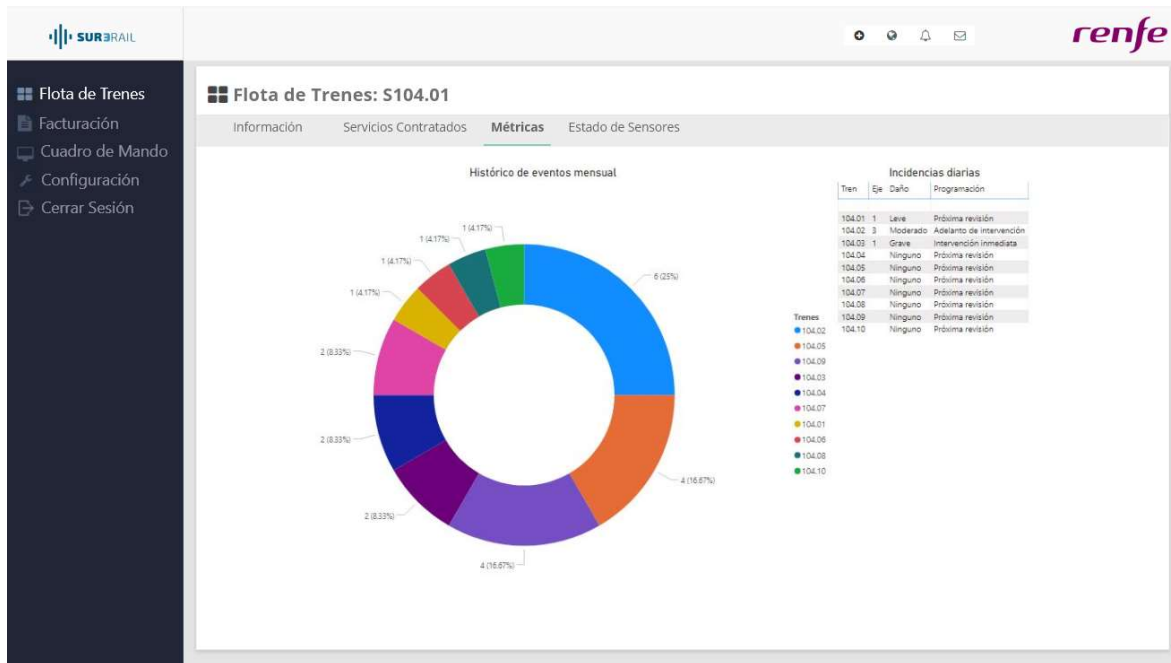 SUR3RAIL
renfe
Flota de Trenes
Facturación
Cuadro de Mando
Configuración
Cerrar Sesión
Flota de Trenes: S104.01
Información Servicios Contratados Métricas Estado de Sensores
Histórico de eventos mensual
6 (25%)
4 (16.67%)
4 (16.67%)
2 (8.33%)
2 (8.33%)
2 (8.33%)
1 (4.17%)
1 (4.17%)
1 (4.17%)
1 (4.17%)
Trenes
104.02
104.05
104.09
104.03
104.04
104.07
104.01
104.06
104.08
104.10
Incidencias diarias
Tren Eje Daño Programación
104.01 1 Leve Próxima revisión
104.02 3 Moderado Adelanto de intervención
104.03 1 Grave Intervención inmediata
104.04 Ninguno Próxima revisión
104.05 Ninguno Próxima revisión
104.06 Ninguno Próxima revisión
104.07 Ninguno Próxima revisión
104.08 Ninguno Próxima revisión
104.09 Ninguno Próxima revisión
104.10 Ninguno Próxima revisión